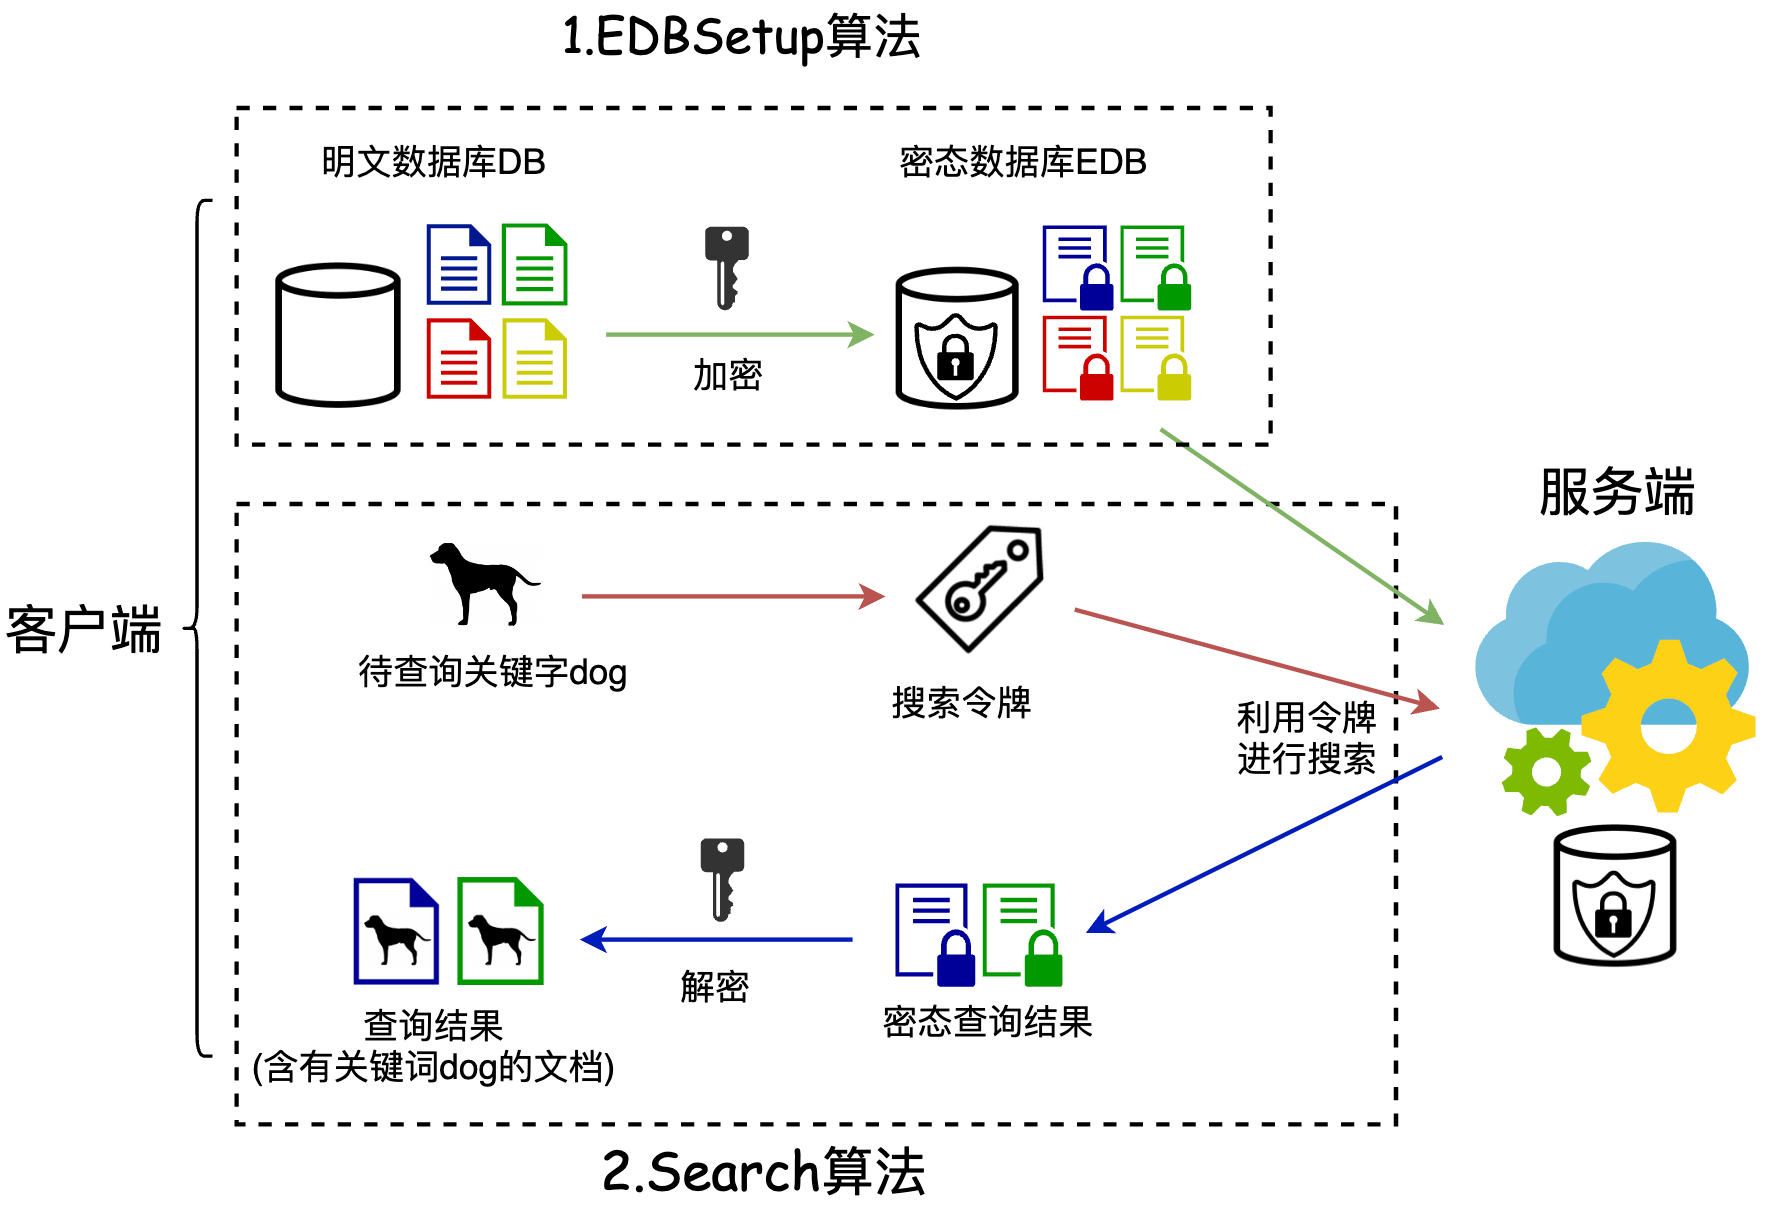 1.EDBSetup算法
明文数据库DB
密态数据库EDB
加密
服务端
客户端
待查询关键字dog
搜索令牌
利用令牌
进行搜索
解密
查询结果
(含有关键词dog的文档)
密态查询结果
2.Search算法